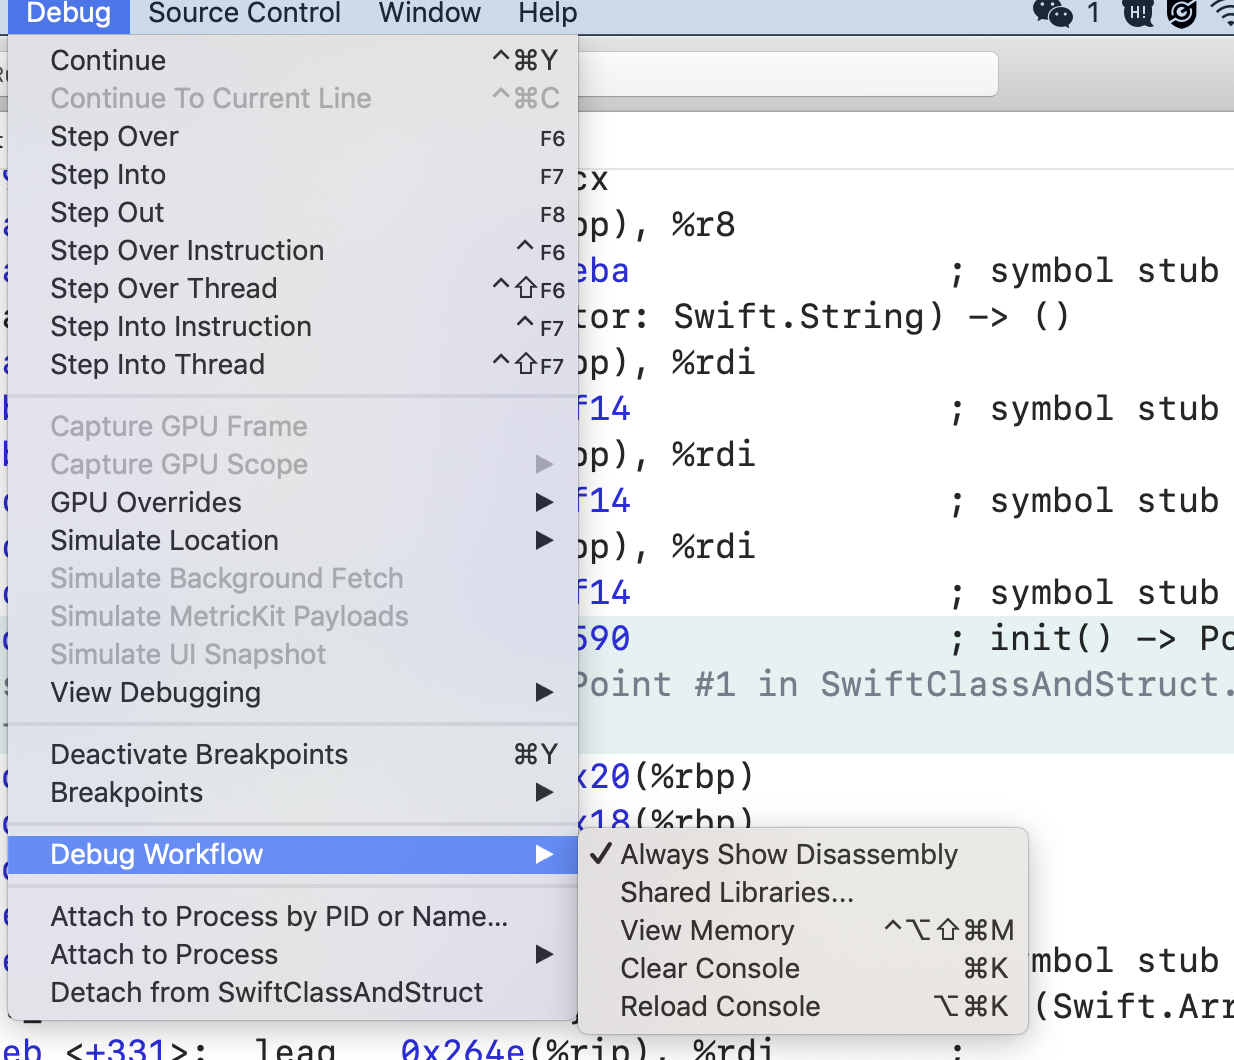 Debug Source Control Window Help 1 H!
Continue ^⌘Y
Continue To Current Line ^⌘C
Step Over F6
Step Into F7
cx
Step Out F8
p), %r8
Step Over Instruction ^F6
eba ; symbol stub
Step Over Thread ^⇧F6
Step Into Instruction ^F7
tor: Swift.String) -> ()
Step Into Thread ^⇧F7
p), %rdi
Capture GPU Frame
f14 ; symbol stub
Capture GPU Scope ▶
p), %rdi
GPU Overrides ▶
f14 ; symbol stub
Simulate Location ▶
p), %rdi
Simulate Background Fetch
f14 ; symbol stub
Simulate MetricKit Payloads
590 ; init() -> Po
Simulate UI Snapshot
View Debugging ▶
Point #1 in SwiftClassAndStruct.
Deactivate Breakpoints ⌘Y
x20(%rbp)
Breakpoints ▶
x18(%rbp)
Debug Workflow ▶
✓ Always Show Disassembly
Shared Libraries...
View Memory ^⌥⇧⌘M
Clear Console ⌘K
Reload Console ⌥⌘K
Attach to Process by PID or Name...
Attach to Process ▶
mbol stub
Detach from SwiftClassAndStruct
(Swift.Arr
eb <+331>: leaq 0x264e(%rip), %rdi ;